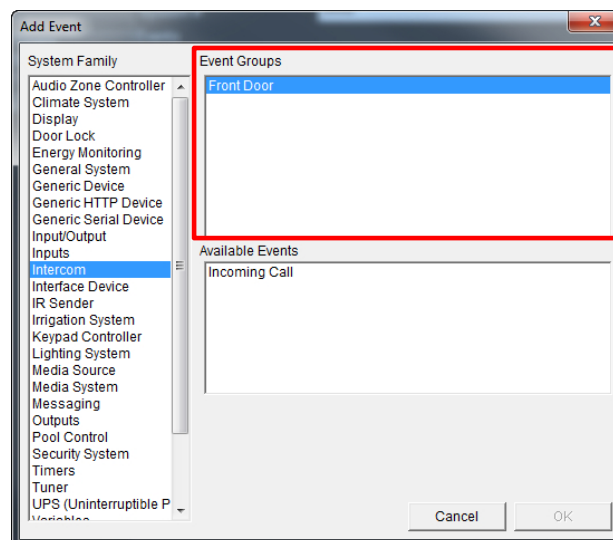 Add Event
System Family
Audio Zone Controller
Climate System
Display
Door Lock
Energy Monitoring
General System
Generic Device
Generic HTTP Device
Generic Serial Device
Input/Output
Inputs
Intercom
Interface Device
IR Sender
Irrigation System
Keypad Controller
Lighting System
Media Source
Media System
Messaging
Outputs
Pool Control
Security System
Timers
Tuner
UPS (Uninterruptible P
Variables
Event Groups
Front Door
Available Events
Incoming Call
Cancel
OK